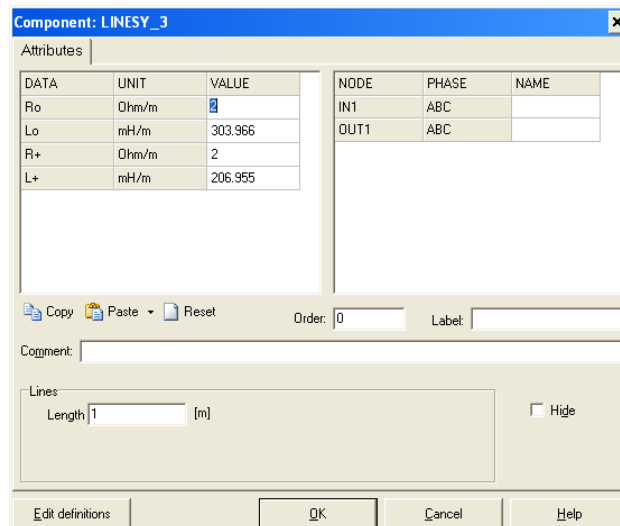 Component: LINESY_3
Attributes
DATA UNIT VALUE NODE PHASE NAME
Ro Ohm/m 2 IN1 ABC
Lo mH/m 303.966 OUT1 ABC
R+ Ohm/m 2
L+ mH/m 206.955
Copy Paste Reset Order: 0 Label:
Comment:
Lines
Length 1 [m] Hide
Edit definitions OK Cancel Help